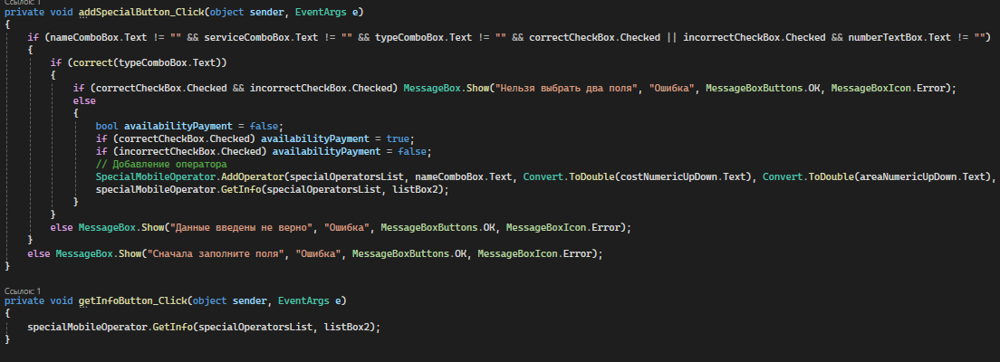 Ссылок: 1
private void addSpecialButton_Click(object sender, EventArgs e)
{
if (nameComboBox.Text != "" && serviceComboBox.Text != "" && typeComboBox.Text != "" && correctCheckBox.Checked || incorrectCheckBox.Checked && numberTextBox.Text != "")
{
if (correct(typeComboBox.Text))
{
if (correctCheckBox.Checked && incorrectCheckBox.Checked) MessageBox.Show("Нельзя выбрать два поля", "Ошибка", MessageBoxButtons.OK, MessageBoxIcon.Error);
else
{
bool availabilityPayment = false;
if (correctCheckBox.Checked) availabilityPayment = true;
if (incorrectCheckBox.Checked) availabilityPayment = false;
// Добавление оператора
SpecialMobileOperator.AddOperator(specialOperatorsList, nameComboBox.Text, Convert.ToDouble(costNumericUpDown.Text), Convert.ToDouble(areaNumericUpDown.Text),
specialMobileOperator.GetInfo(specialOperatorsList, listBox2);
}
}
else MessageBox.Show("Данные введены не верно", "Ошибка", MessageBoxButtons.OK, MessageBoxIcon.Error);
}
else MessageBox.Show("Сначала заполните поля", "Ошибка", MessageBoxButtons.OK, MessageBoxIcon.Error);
}
Ссылок: 1
private void getInfoButton_Click(object sender, EventArgs e)
{
specialMobileOperator.GetInfo(specialOperatorsList, listBox2);
}